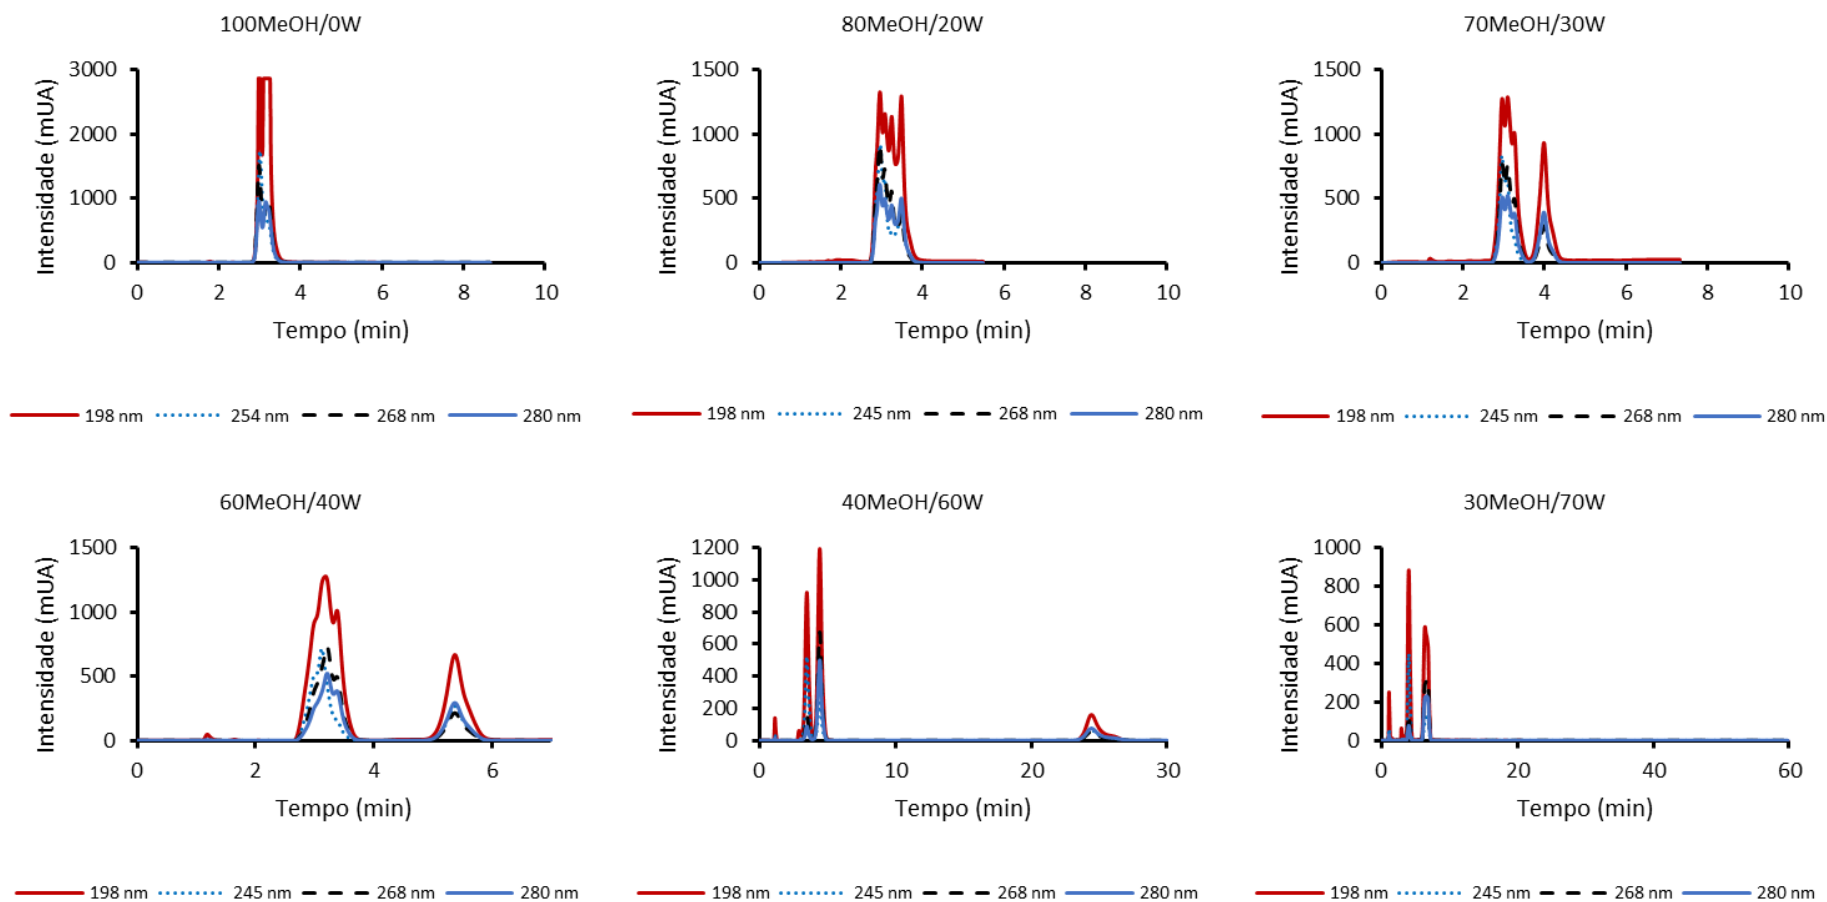 100MeOH/0W
Intensidade (mUA)
3000
2000
1000
0
0 2 4 6 8 10
Tempo (min)
198 nm 254 nm 268 nm 280 nm
80MeOH/20W
Intensidade (mUA)
1500
1000
500
0
0 2 4 6 8 10
Tempo (min)
198 nm 245 nm 268 nm 280 nm
70MeOH/30W
Intensidade (mUA)
1500
1000
500
0
0 2 4 6 8 10
Tempo (min)
198 nm 245 nm 268 nm 280 nm
60MeOH/40W
Intensidade (mUA)
1500
1000
500
0
0 2 4 6
Tempo (min)
198 nm 245 nm 268 nm 280 nm
40MeOH/60W
Intensidade (mUA)
1200
1000
800
600
400
200
0
0 10 20 30
Tempo (min)
198 nm 245 nm 268 nm 280 nm
30MeOH/70W
Intensidade (mUA)
1000
800
600
400
200
0
0 20 40 60
Tempo (min)
198 nm 245 nm 268 nm 280 nm